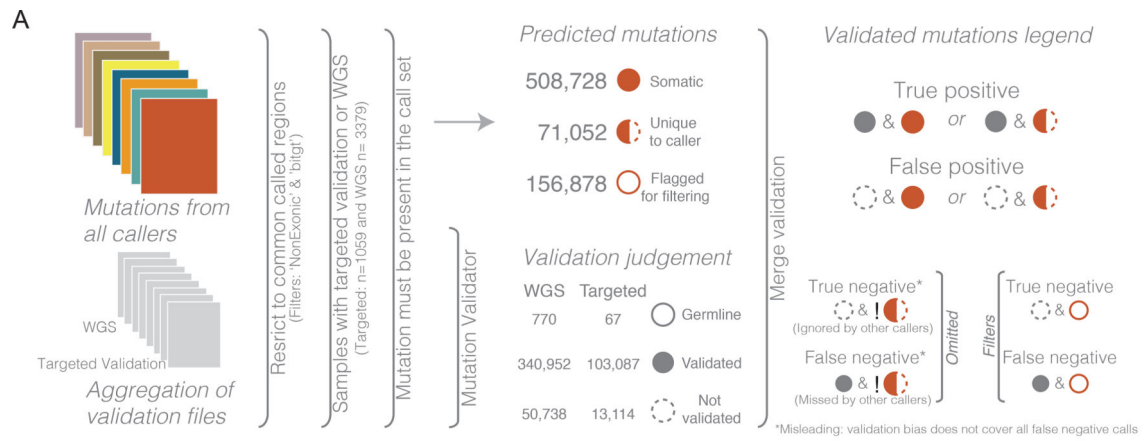 A
Mutations from
all callers
WGS
Targeted Validation
Aggregation of
validation files
Resrict to common called regions
(Filters: 'NonExonic' & 'bitgt')
Samples with targeted validation or WGS
(Targeted: n=1059 and WGS n= 3379)
Mutation must be present in the call set
Mutation Validator
Predicted mutations
508,728 Somatic
71,052 Unique
to caller
156,878 Flagged
for filtering
Validation judgement
WGS Targeted
770 67 Germline
340,952 103,087 Validated
50,738 13,114 Not
validated
Merge validation
Validated mutations legend
True positive
& or &
False positive
& or &
True negative*
& !
(Ignored by other callers)
False negative*
& !
(Missed by other callers)
Omitted
Filters
True negative
&
False negative
&
*Misleading: validation bias does not cover all false negative calls